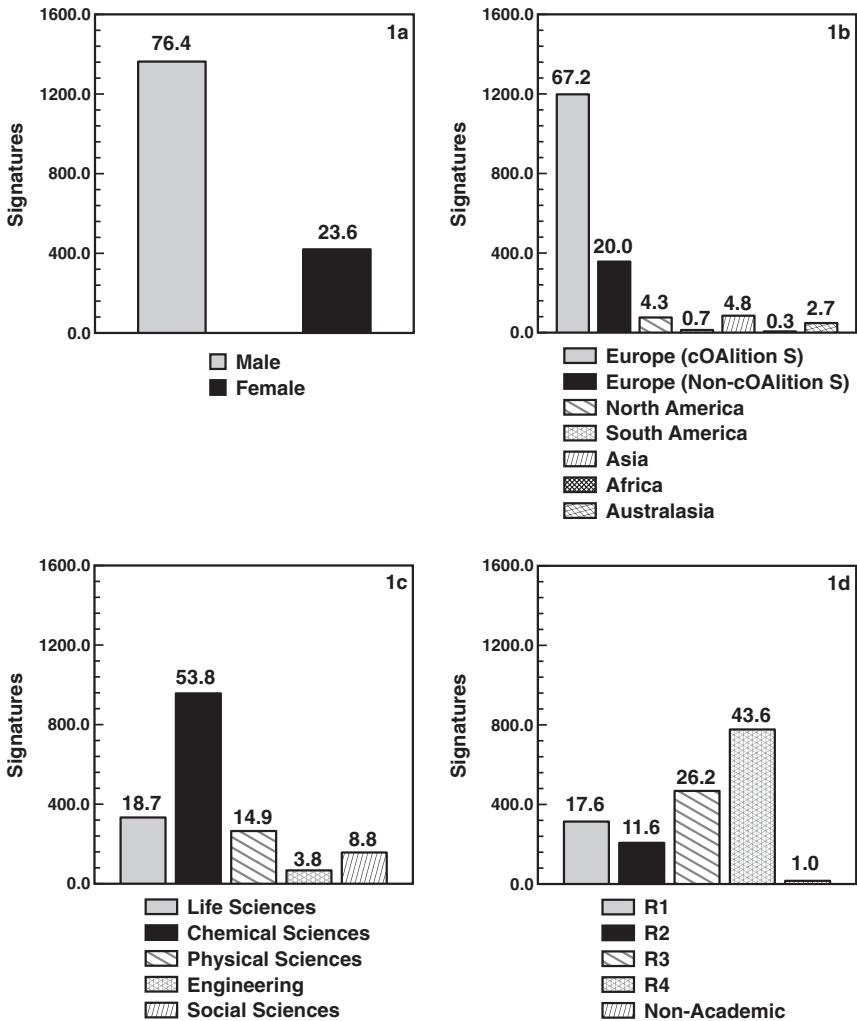 1a
1600.0
1200.0
800.0
400.0
0.0
Signatures
76.4
23.6
Male
Female
1b
1600.0
1200.0
800.0
400.0
0.0
Signatures
67.2
20.0
4.3
0.7
4.8
0.3
2.7
Europe (cOAlition S)
Europe (Non-cOAlition S)
North America
South America
Asia
Africa
Australasia
1c
1600.0
1200.0
800.0
400.0
0.0
Signatures
18.7
53.8
14.9
3.8
8.8
Life Sciences
Chemical Sciences
Physical Sciences
Engineering
Social Sciences
1d
1600.0
1200.0
800.0
400.0
0.0
Signatures
17.6
11.6
26.2
43.6
1.0
R1
R2
R3
R4
Non-Academic